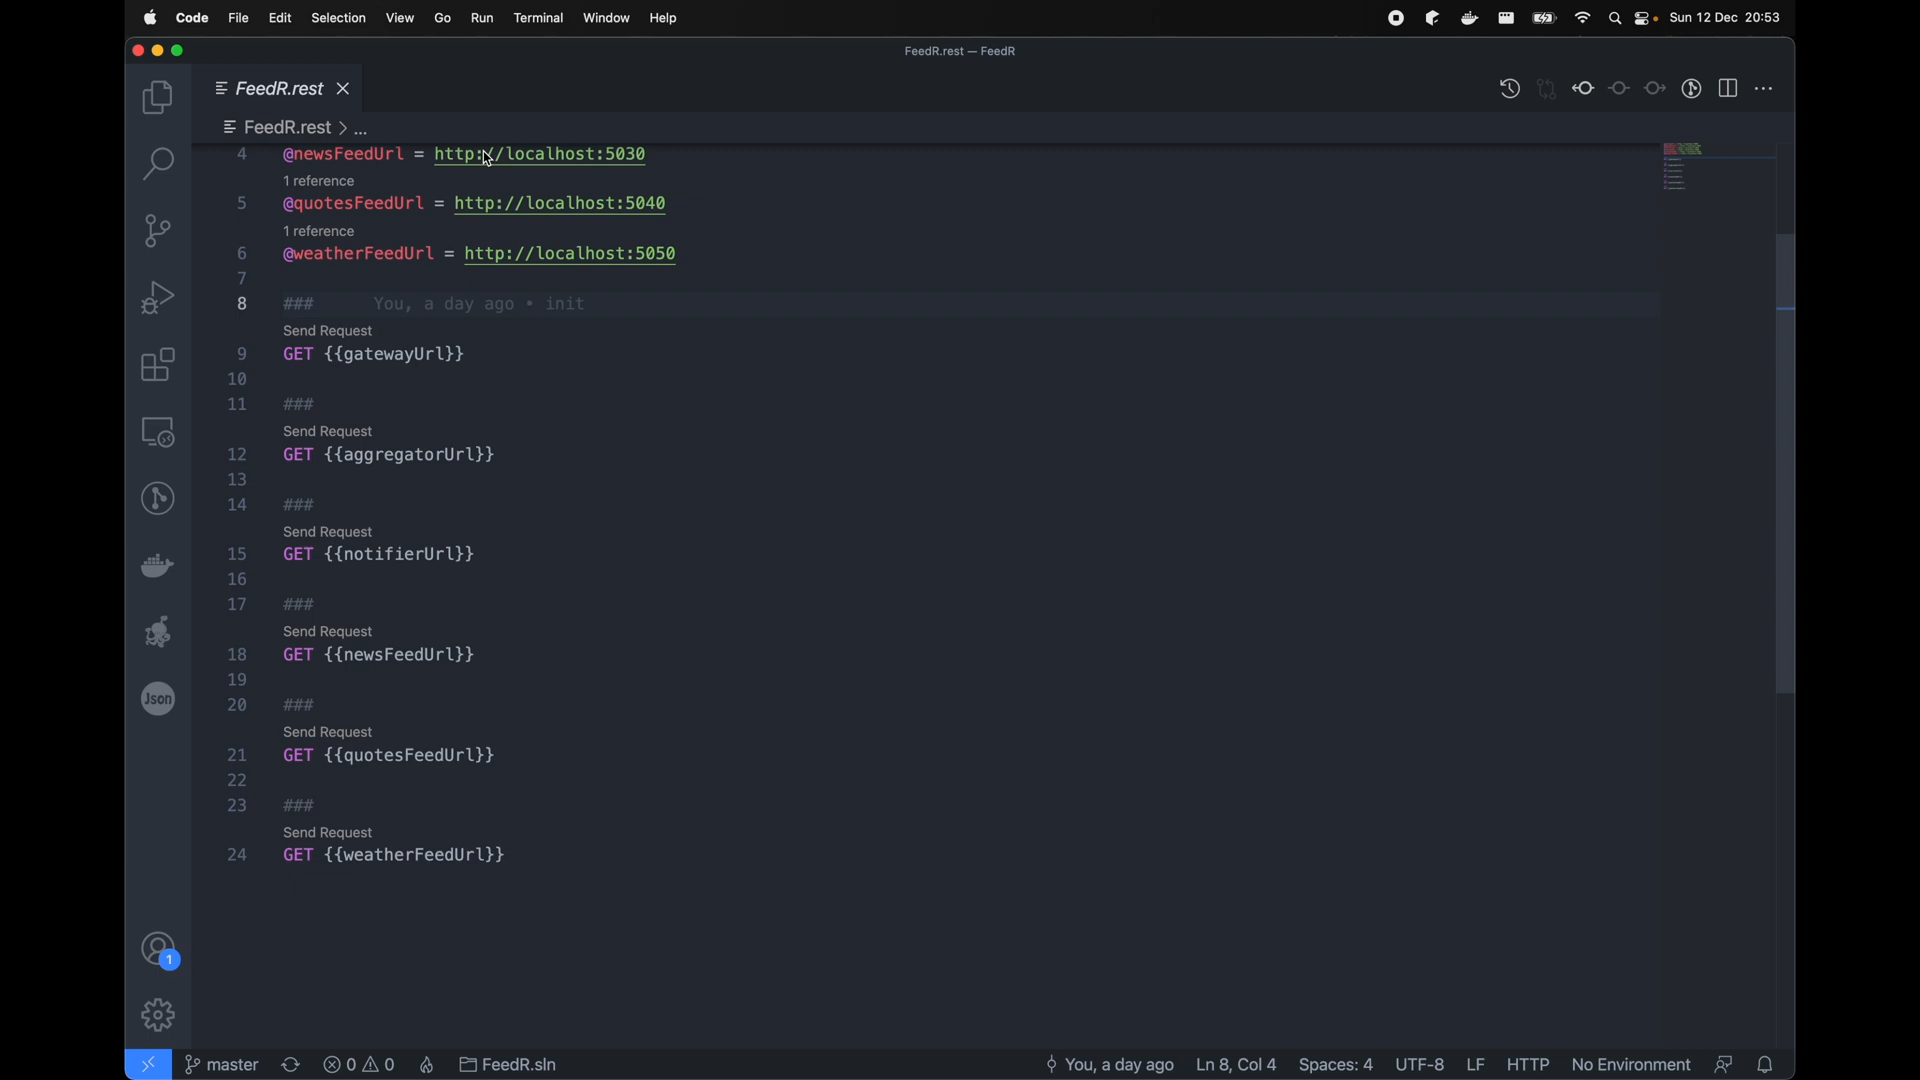 Code File Edit Selection View Go Run Terminal Window Help Sun 12 Dec 20:53
FeedR.rest — FeedR
FeedR.rest
FeedR.rest > ...
4 @newsFeedUrl = http://localhost:5030
1 reference
5 @quotesFeedUrl = http://localhost:5040
1 reference
6 @weatherFeedUrl = http://localhost:5050
7
8 ### You, a day ago • init
Send Request
9 GET {{gatewayUrl}}
10
11 ###
Send Request
12 GET {{aggregatorUrl}}
13
14 ###
Send Request
15 GET {{notifierUrl}}
16
17 ###
Send Request
18 GET {{newsFeedUrl}}
19
20 ###
Send Request
21 GET {{quotesFeedUrl}}
22
23 ###
Send Request
24 GET {{weatherFeedUrl}}
Json
1
master 0 0 FeedR.sln You, a day ago Ln 8, Col 4 Spaces: 4 UTF-8 LF HTTP No Environment